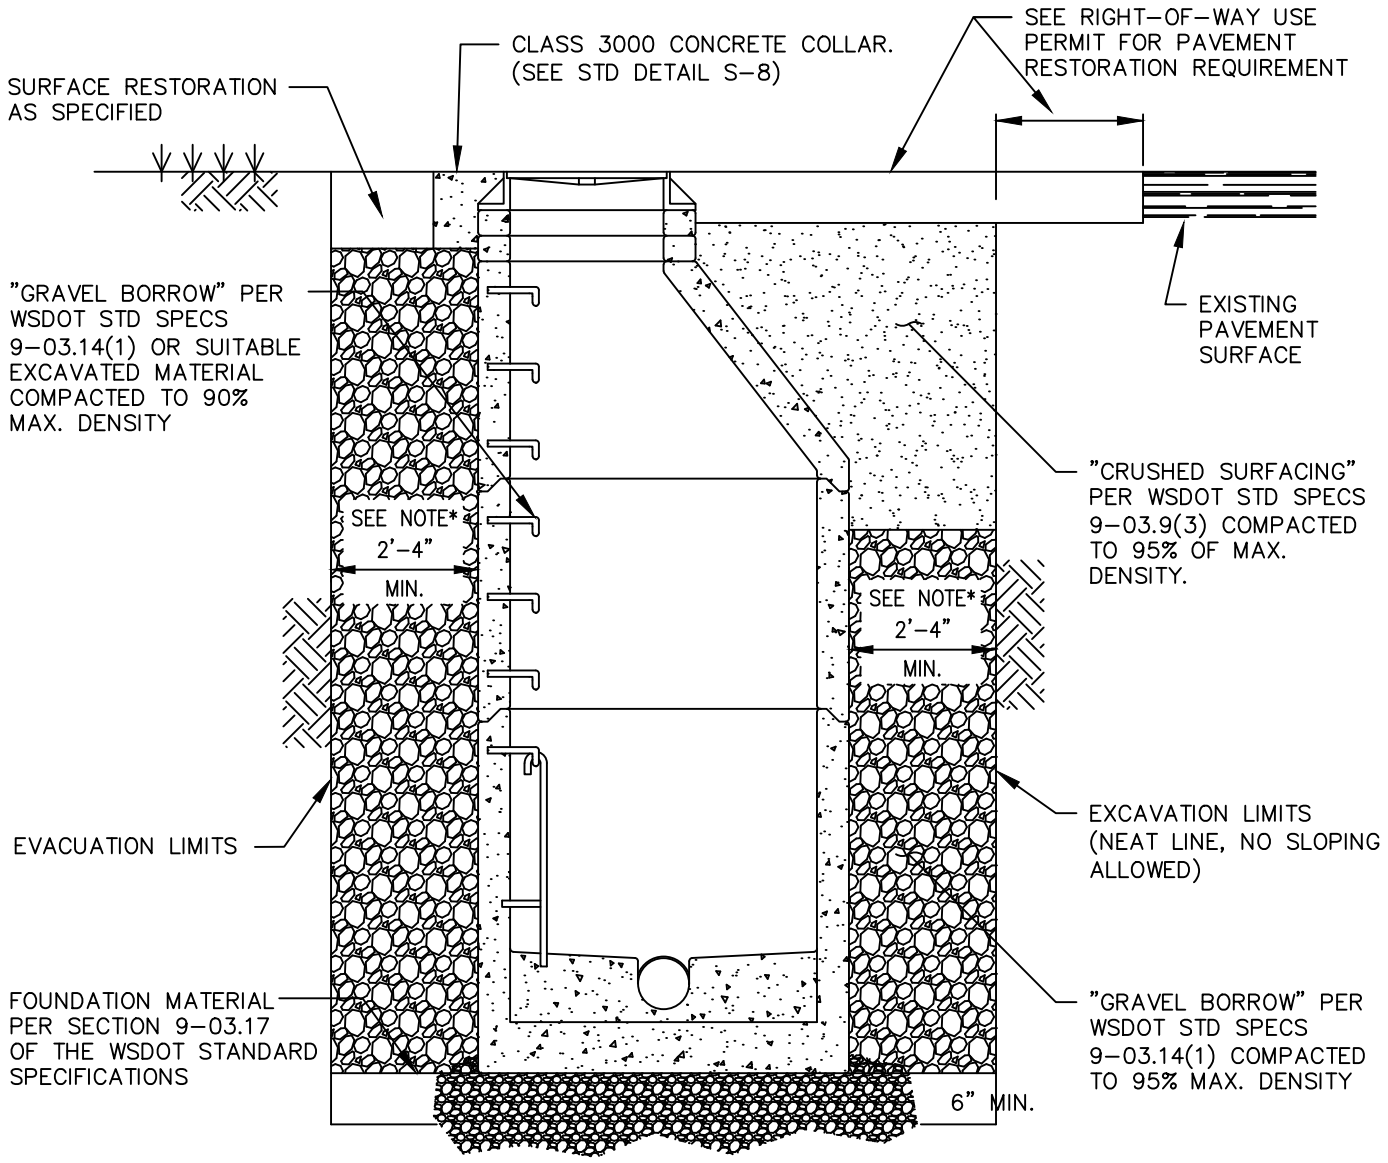 SEE RIGHT-OF-WAY USE
PERMIT FOR PAVEMENT
RESTORATION REQUIREMENT
CLASS 3000 CONCRETE COLLAR.
(SEE STD DETAIL S-8)
SURFACE RESTORATION
AS SPECIFIED
"GRAVEL BORROW" PER
WSDOT STD SPECS
9-03.14(1) OR SUITABLE
EXCAVATED MATERIAL
COMPACTED TO 90%
MAX. DENSITY
EXISTING
PAVEMENT
SURFACE
"CRUSHED SURFACING"
PER WSDOT STD SPECS
9-03.9(3) COMPACTED
TO 95% OF MAX.
DENSITY.
SEE NOTE*
2'-4"
MIN.
SEE NOTE*
2'-4"
MIN.
EVACUATION LIMITS
EXCAVATION LIMITS
(NEAT LINE, NO SLOPING
ALLOWED)
FOUNDATION MATERIAL
PER SECTION 9-03.17
OF THE WSDOT STANDARD
SPECIFICATIONS
"GRAVEL BORROW" PER
WSDOT STD SPECS
9-03.14(1) COMPACTED
TO 95% MAX. DENSITY
6" MIN.